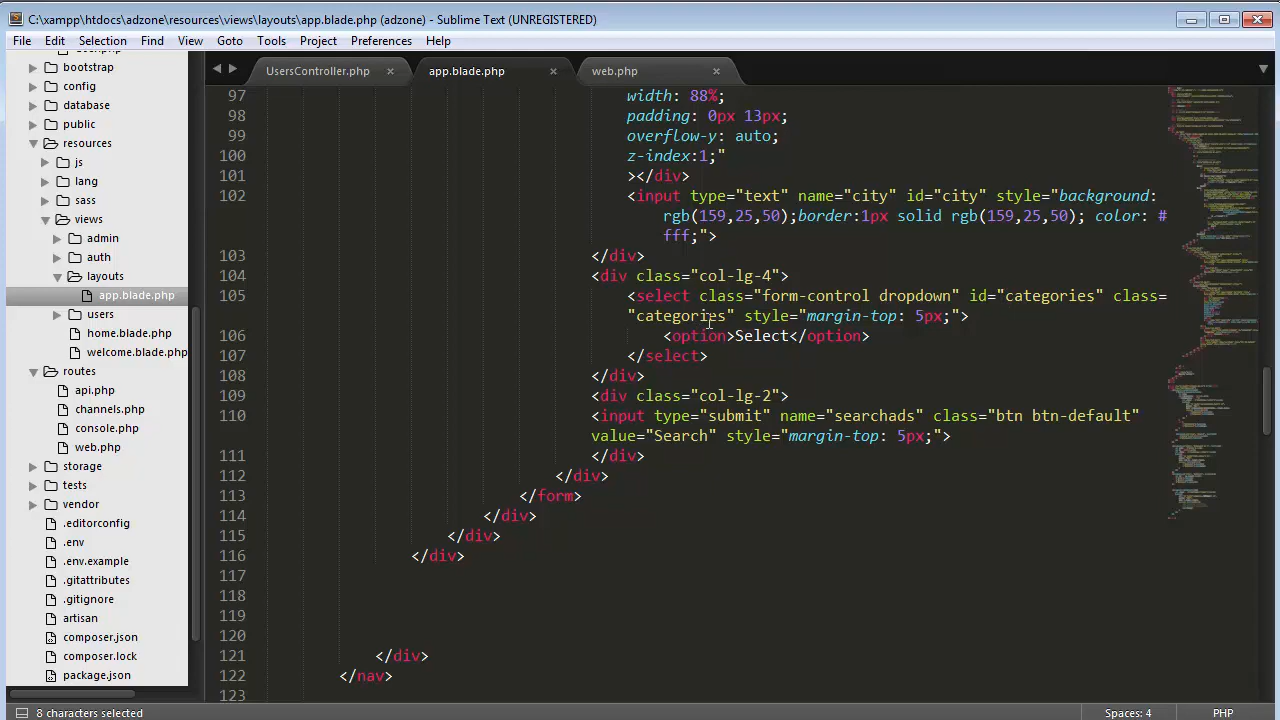 C:\xampp\htdocs\adzone\resources\views\layouts\app.blade.php (adzone) - Sublime Text (UNREGISTERED)
File Edit Selection Find View Goto Tools Project Preferences Help
UsersController.php × app.blade.php × web.php ×
bootstrap
config
database
public
resources
js
lang
sass
views
admin
auth
layouts
app.blade.php
users
home.blade.php
welcome.blade.php
routes
api.php
channels.php
console.php
web.php
storage
tests
vendor
.editorconfig
.env
.env.example
.gitattributes
.gitignore
artisan
composer.json
composer.lock
package.json
97 width: 88%;
98 padding: 0px 13px;
99 overflow-y: auto;
100 z-index:1;"
101 ></div>
102 <input type="text" name="city" id="city" style="background:
rgb(159,25,50);border:1px solid rgb(159,25,50); color: #
fff;">
103 </div>
104 <div class="col-lg-4">
105 <select class="form-control dropdown" id="categories" class=
"categories" style="margin-top: 5px;">
106 <option>Select</option>
107 </select>
108 </div>
109 <div class="col-lg-2">
110 <input type="submit" name="searchads" class="btn btn-default"
value="Search" style="margin-top: 5px;">
111 </div>
112 </div>
113 </form>
114 </div>
115 </div>
116 </div>
117
118
119
120
121 </div>
122 </nav>
123
8 characters selected Spaces: 4 PHP